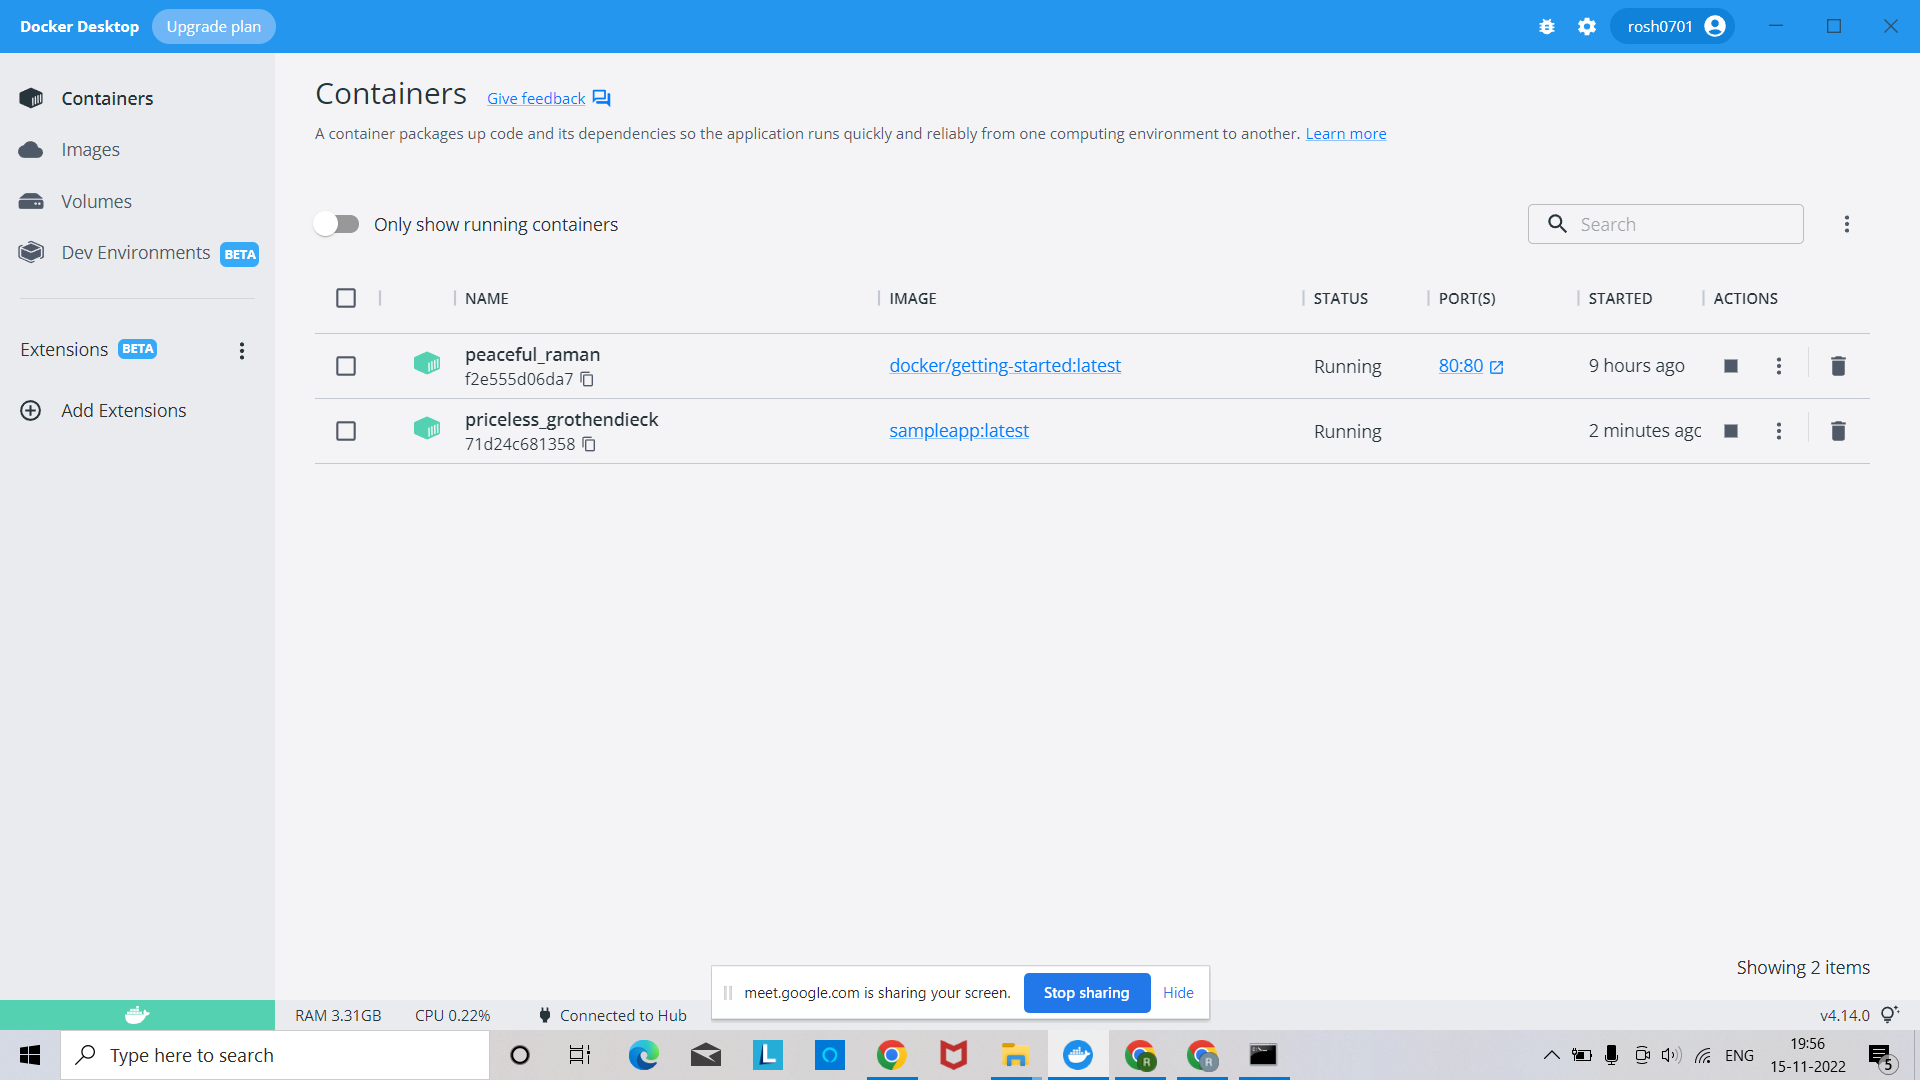 Docker Desktop Upgrade plan rosh0701
Containers
Images
Volumes
Dev Environments BETA
Extensions BETA
Add Extensions
Containers Give feedback
A container packages up code and its dependencies so the application runs quickly and reliably from one computing environment to another. Learn more
Only show running containers Search
NAME IMAGE STATUS PORT(S) STARTED ACTIONS
peaceful_raman
f2e555d06da7
docker/getting-started:latest Running 80:80 9 hours ago
priceless_grothendieck
71d24c681358
sampleapp:latest Running 2 minutes agc
Showing 2 items
meet.google.com is sharing your screen. Stop sharing Hide
RAM 3.31GB CPU 0.22% Connected to Hub v4.14.0
Type here to search
L
R
R
ENG
19:56
15-11-2022
5